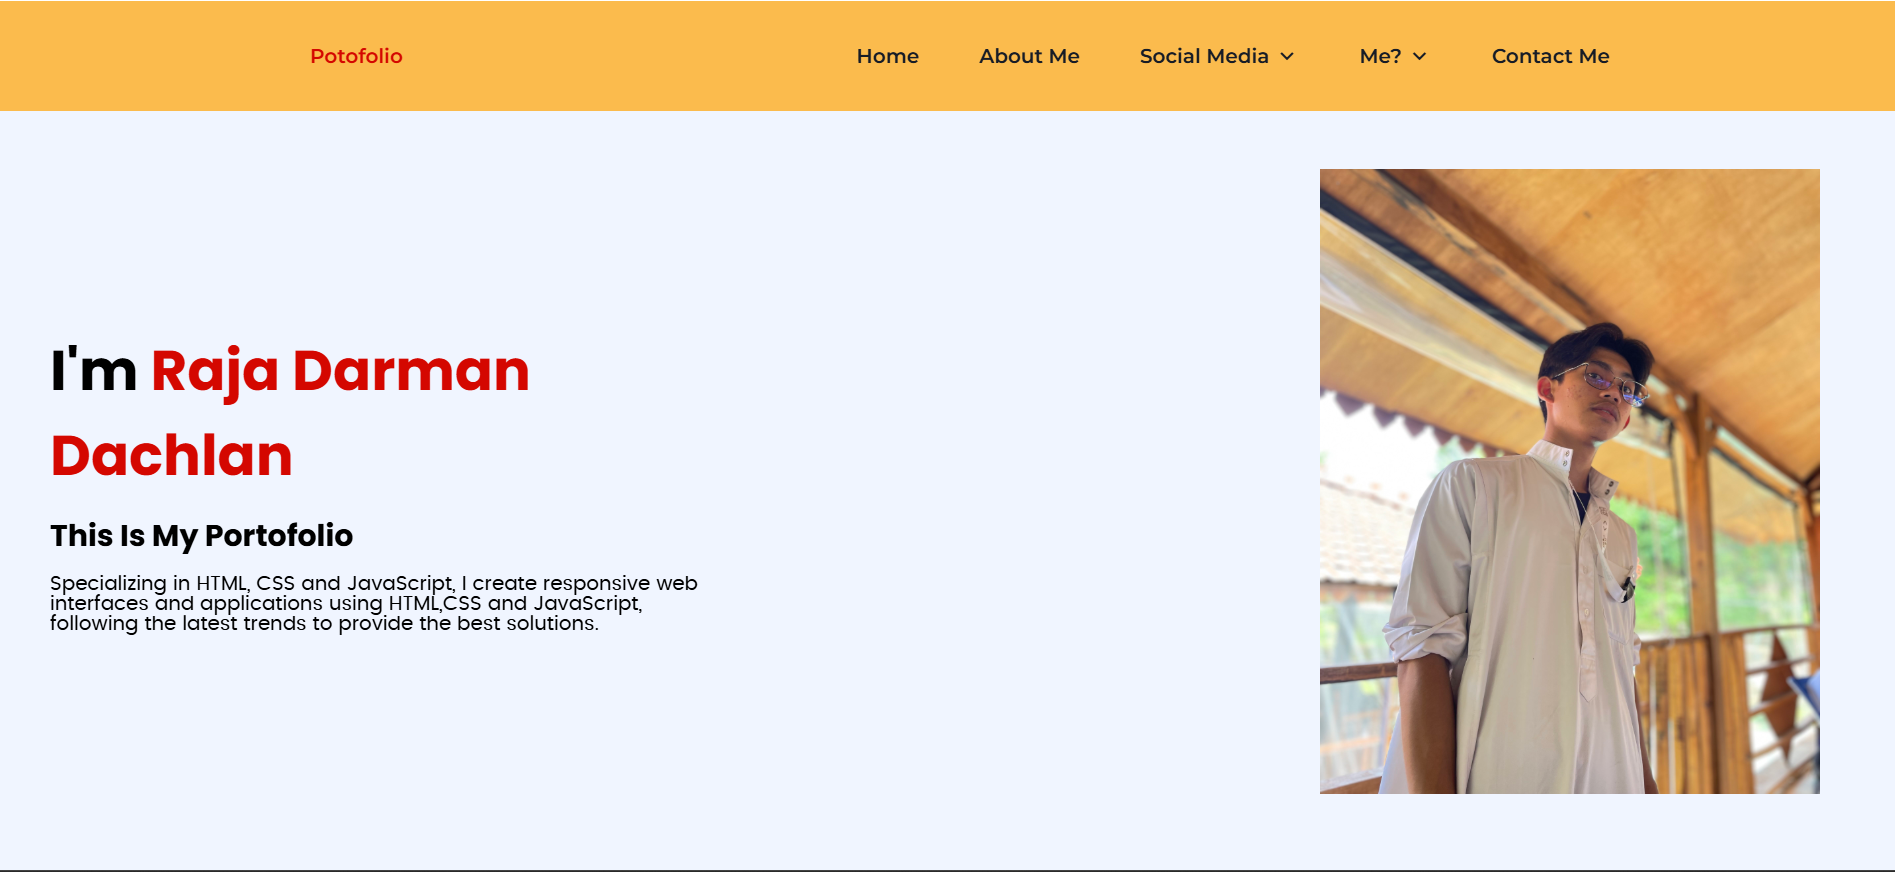 Potofolio
Home About Me Social Media Me? Contact Me
I'm Raja Darman
Dachlan
This Is My Portofolio
Specializing in HTML, CSS and JavaScript, I create responsive web
interfaces and applications using HTML,CSS and JavaScript,
following the latest trends to provide the best solutions.